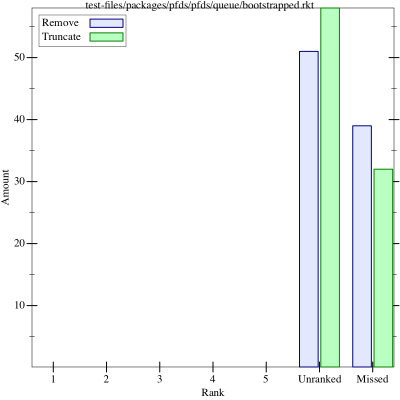 test-files/packages/pfds/pfds/queue/bootstrapped.rkt
Remove
Truncate
50
40
30
20
10
Amount
1 2 3 4 5 Unranked Missed
Rank